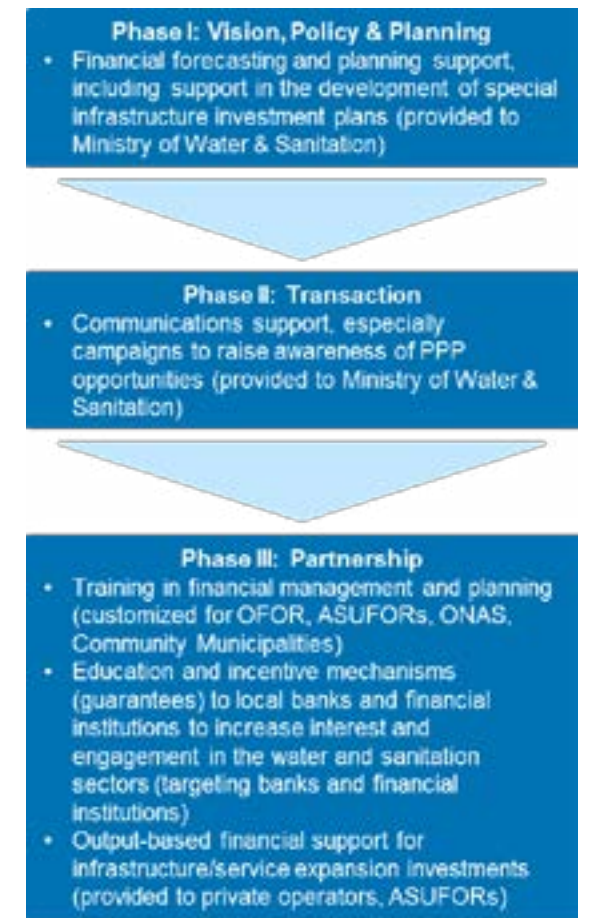 Phase I: Vision, Policy & Planning
• Financial forecasting and planning support,
including support in the development of special
infrastructure investment plans (provided to
Ministry of Water & Sanitation)
Phase II: Transaction
• Communications support, especially
campaigns to raise awareness of PPP
opportunities (provided to Ministry of Water &
Sanitation)
Phase III: Partnership
• Training in financial management and planning
(customized for OFOR, ASUFORs, ONAS,
Community Municipalities)
• Education and incentive mechanisms
(guarantees) to local banks and financial
institutions to increase interest and
engagement in the water and sanitation
sectors (targeting banks and financial
institutions)
• Output-based financial support for
infrastructure/service expansion investments
(provided to private operators, ASUFORs)